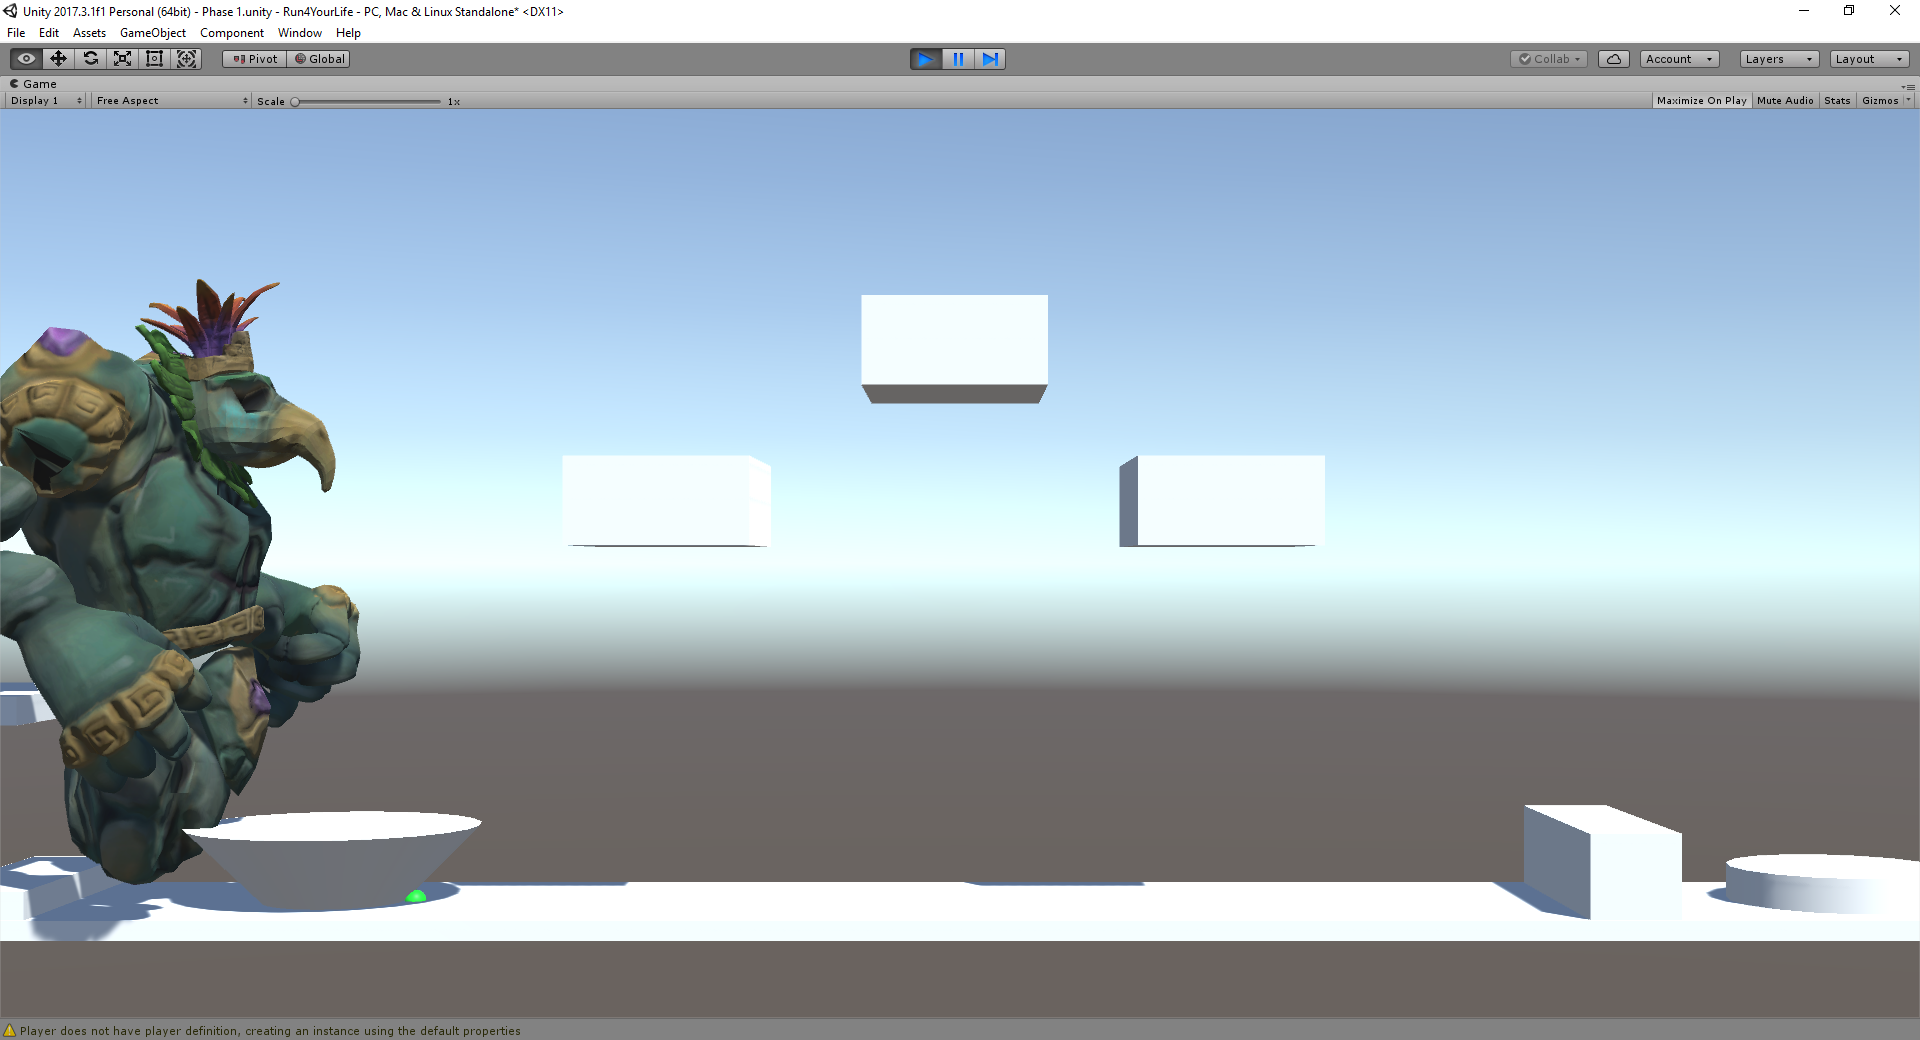 Unity 2017.3.1f1 Personal (64bit) - Phase 1.unity - Run4YourLife - PC, Mac & Linux Standalone* <DX11>
File Edit Assets GameObject Component Window Help
Pivot Global Collab Account Layers Layout
Game
Display 1 Free Aspect Scale 1x Maximize On Play Mute Audio Stats Gizmos
Player does not have player definition, creating an instance using the default properties